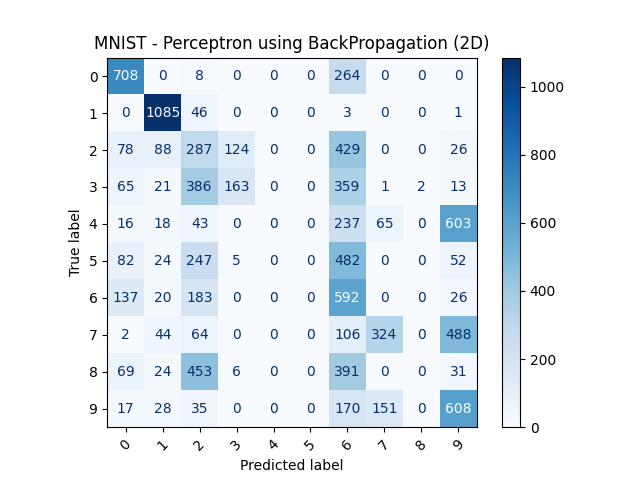 MNIST - Perceptron using BackPropagation (2D)
0 708 0 8 0 0 0 264 0 0 0
1 0 1085 46 0 0 0 3 0 0 1
2 78 88 287 124 0 0 429 0 0 26
3 65 21 386 163 0 0 359 1 2 13
4 16 18 43 0 0 0 237 65 0 603
5 82 24 247 5 0 0 482 0 0 52
6 137 20 183 0 0 0 592 0 0 26
7 2 44 64 0 0 0 106 324 0 488
8 69 24 453 6 0 0 391 0 0 31
9 17 28 35 0 0 0 170 151 0 608
0 1 2 3 4 5 6 7 8 9
Predicted label
True label
1000
800
600
400
200
0